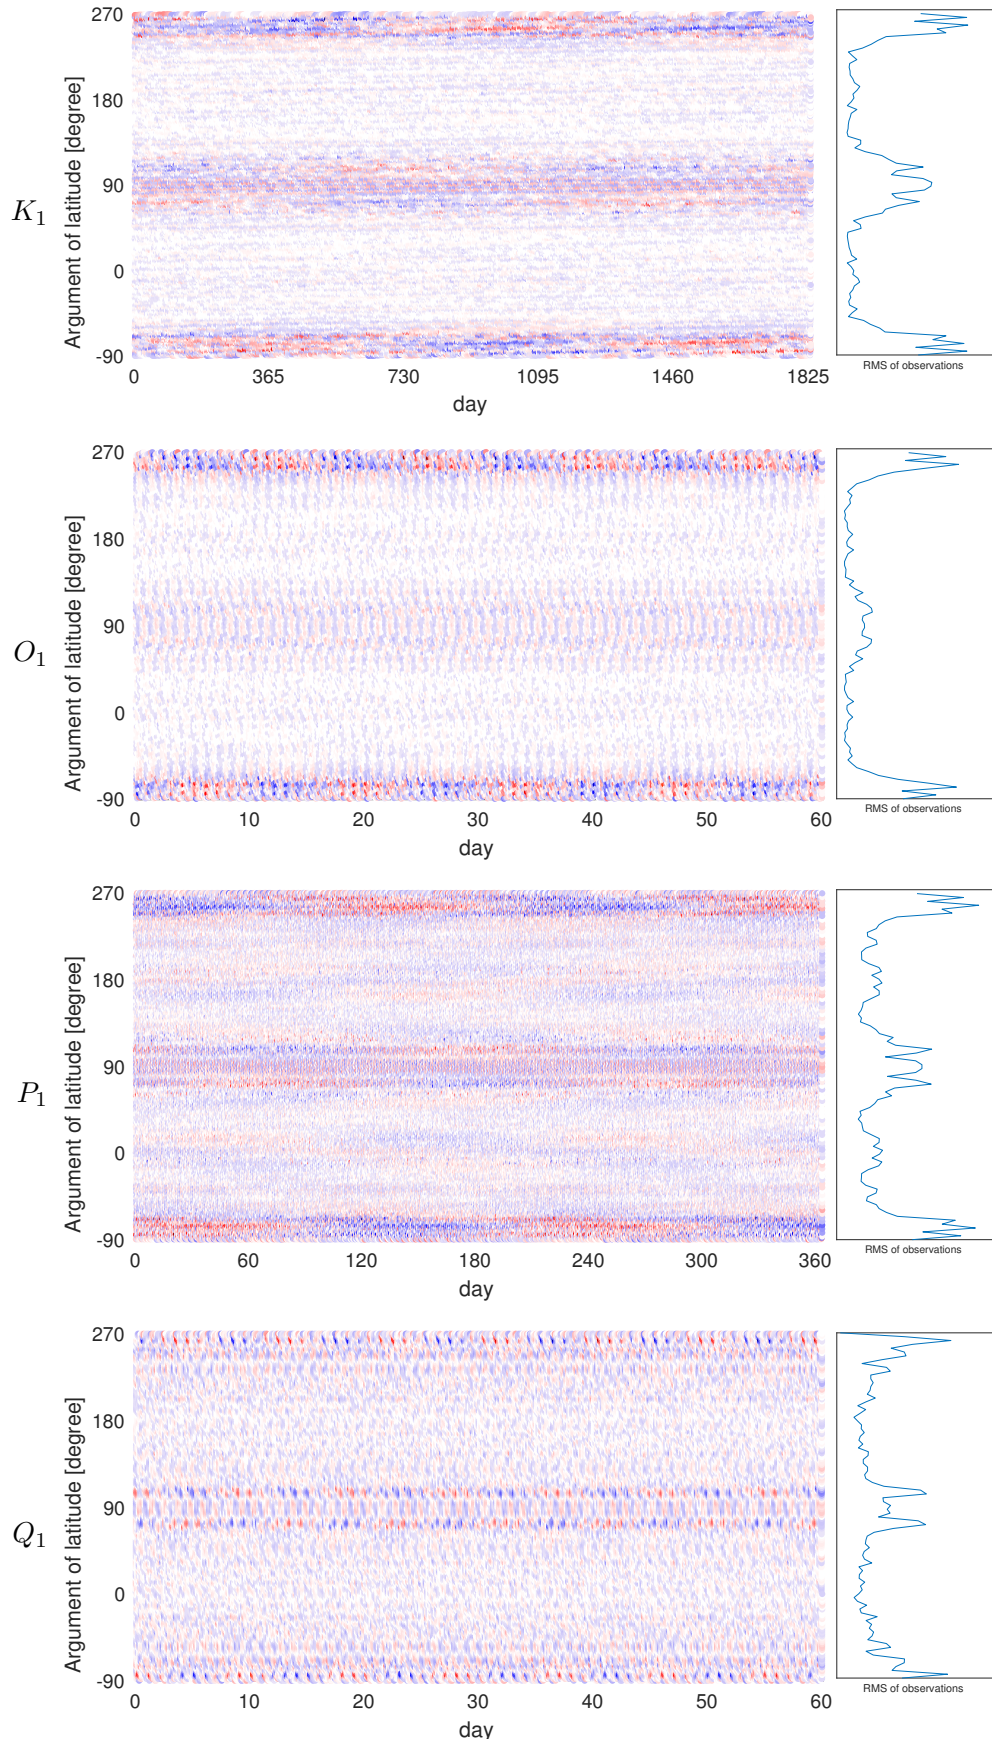 270
180
90
0
-90
Argument of latitude [degree]
K1
0 365 730 1095 1460 1825
day
RMS of observations
270
180
90
0
-90
Argument of latitude [degree]
O1
0 10 20 30 40 50 60
day
RMS of observations
270
180
90
0
-90
Argument of latitude [degree]
P1
0 60 120 180 240 300 360
day
RMS of observations
270
180
90
0
-90
Argument of latitude [degree]
Q1
0 10 20 30 40 50 60
day
RMS of observations